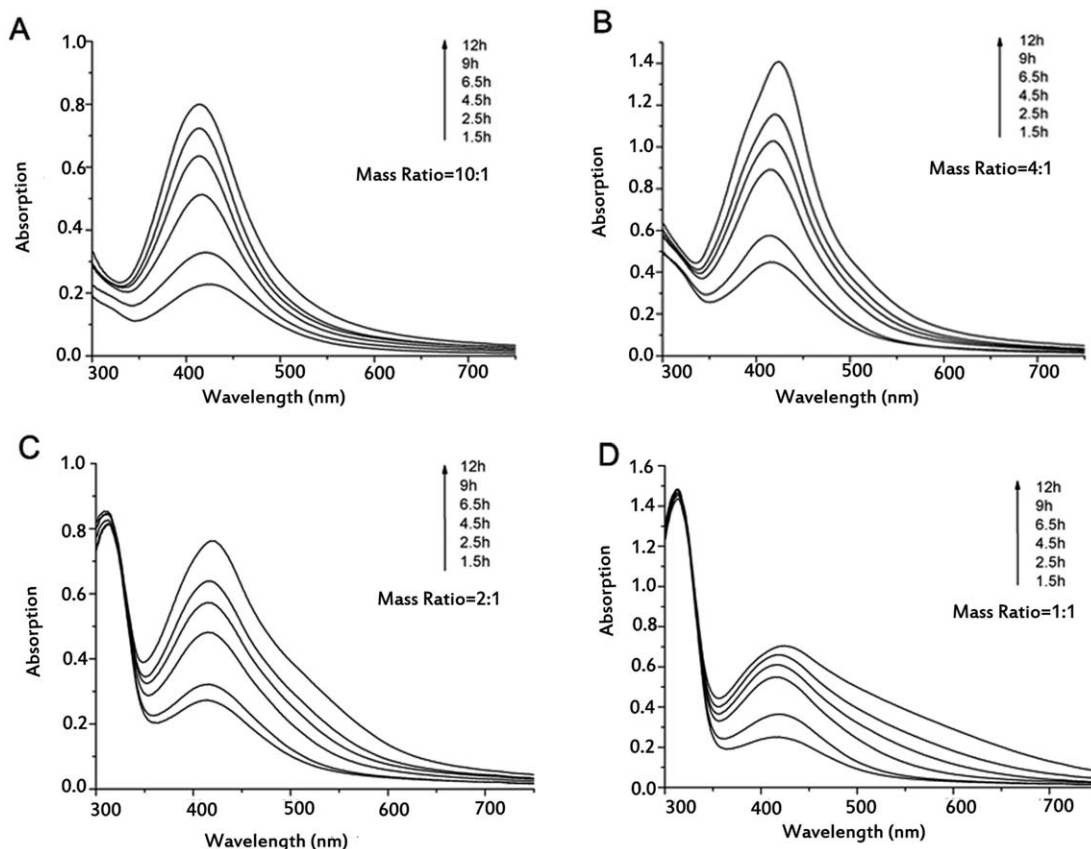 A
1.0
0.8
0.6
0.4
0.2
0.0
Absorption
12h
9h
6.5h
4.5h
2.5h
1.5h
Mass Ratio=10:1
300 400 500 600 700
Wavelength (nm)
B
1.4
1.2
1.0
0.8
0.6
0.4
0.2
0.0
Absorption
12h
9h
6.5h
4.5h
2.5h
1.5h
Mass Ratio=4:1
300 400 500 600 700
Wavelength (nm)
C
1.0
0.8
0.6
0.4
0.2
0.0
Absorption
12h
9h
6.5h
4.5h
2.5h
1.5h
Mass Ratio=2:1
300 400 500 600 700
Wavelength (nm)
D
1.6
1.4
1.2
1.0
0.8
0.6
0.4
0.2
0.0
Absorption
12h
9h
6.5h
4.5h
2.5h
1.5h
Mass Ratio=1:1
300 400 500 600 700
Wavelength (nm)